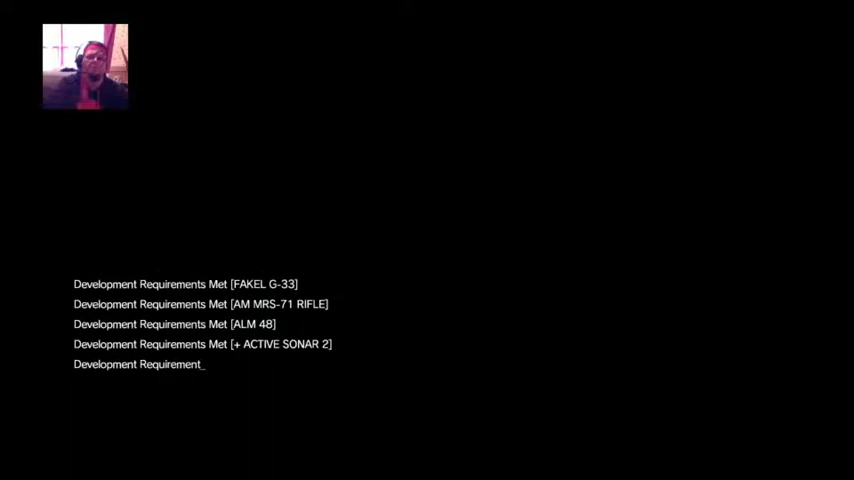 Development Requirements Met [FAKEL G-33]
Development Requirements Met [AM MRS-71 RIFLE]
Development Requirements Met [ALM 48]
Development Requirements Met [+ ACTIVE SONAR 2]
Development Requirement_